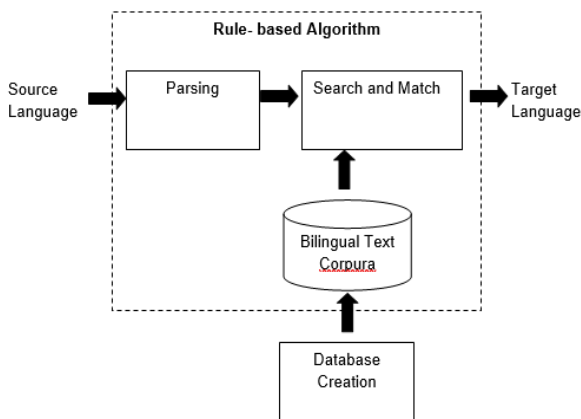 Rule- based Algorithm
Source
Language
Parsing
Search and Match
Target
Language
Bilingual Text
Corpura
Database
Creation